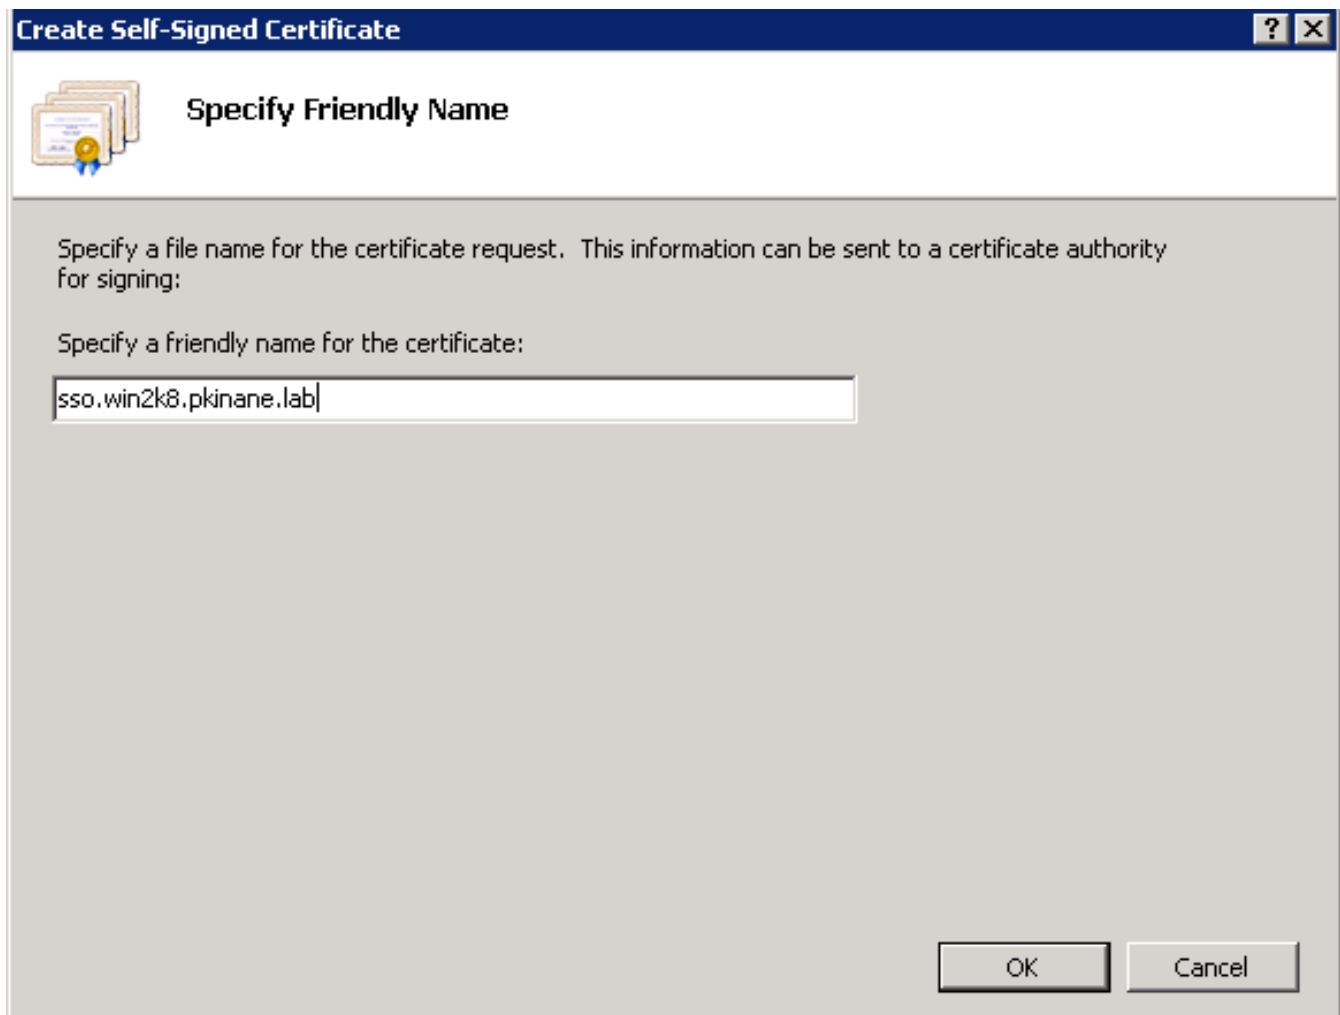 Create Self-Signed Certificate
Specify Friendly Name
Specify a file name for the certificate request.  This information can be sent to a certificate authority
for signing:
Specify a friendly name for the certificate:
sso.win2k8.pkinane.lab
OK Cancel